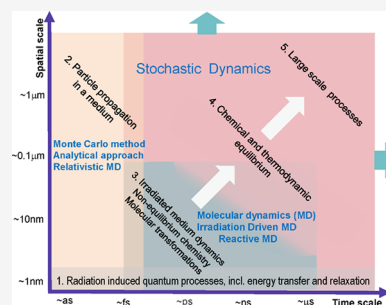 Spatial scale
~1µm
~0.1µm
~10nm
~1nm
2. Particle propagation
in a medium
Stochastic Dynamics
5. Large scale processes
4. Chemical and thermodynamic
equilibrium
Monte Carlo method
Analytical approach
Relativistic MD
3. Irradiated medium dynamics
Non-equilibrium chemistry
Molecular transformations
Molecular dynamics (MD)
Irradiation Driven MD
Reactive MD
1. Radiation induced quantum processes, incl. energy transfer and relaxation
~as
~fs
~ps
~ns
~µs
Time scale